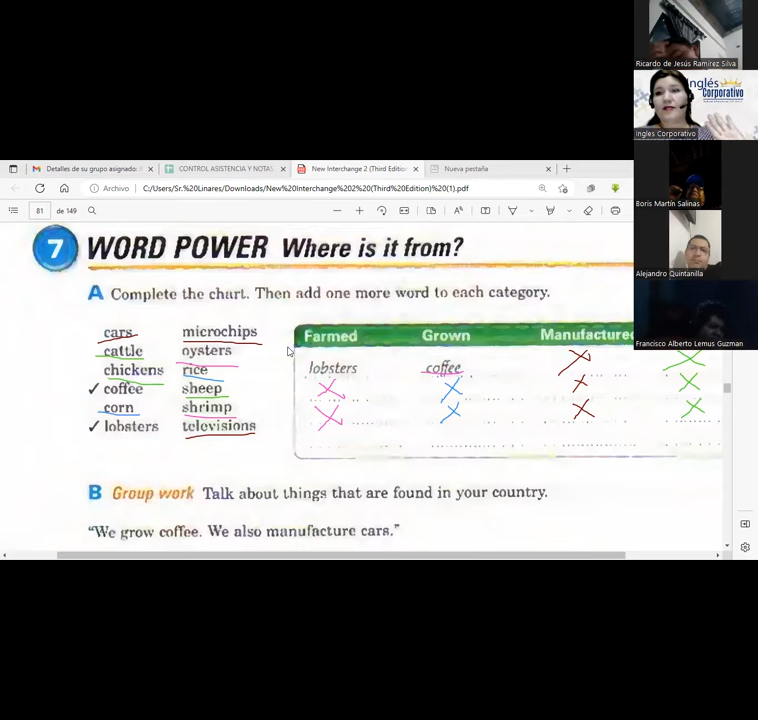 Ricardo de Jesús Ramírez Silva
Inglés
Corporativo
Ingles Corporativo
Boris Martín Salinas
Alejandro Quintanilla
Francisco Alberto Lemus Guzman
Detalles de su grupo asignado:
CONTROL ASISTENCIA Y NOTAS
New Interchange 2 (Third Edition
Nueva pestaña
Archivo C:/Users/Sr.%20Linares/Downloads/New%20Interchange%202%20(Third%20Edition)%20(1).pdf
81 de 149
7 WORD POWER Where is it from?
A Complete the chart. Then add one more word to each category.
cars microchips
cattle oysters
chickens rice
✓ coffee sheep
corn shrimp
✓ lobsters televisions
Farmed Grown Manufactured
lobsters coffee
B Group work Talk about things that are found in your country.
“We grow coffee. We also manufacture cars.”